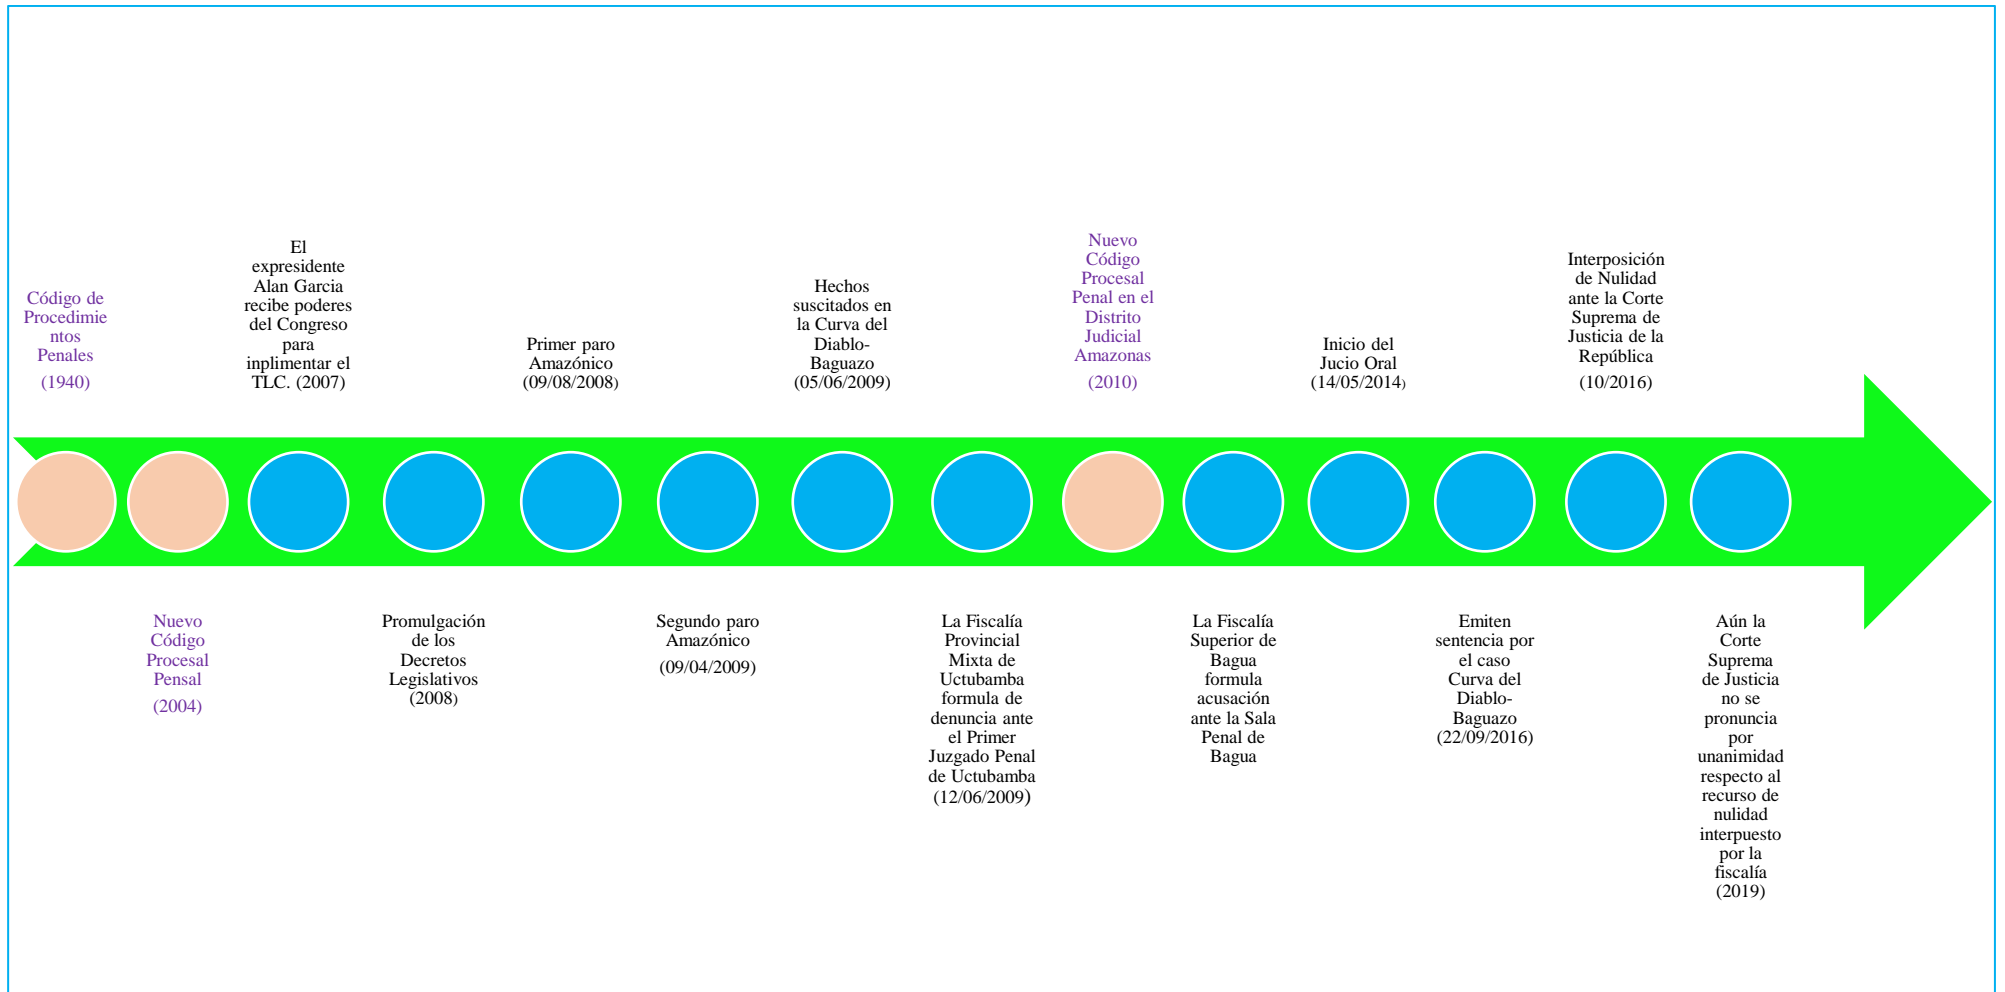 Código de
Procedimie
ntos
Penales
(1940)
El
expresidente
Alan Garcia
recibe poderes
del Congreso
para
inplimentar el
TLC. (2007)
Primer paro
Amazónico
(09/08/2008)
Hechos
suscitados en
la Curva del
Diablo-
Baguazo
(05/06/2009)
Nuevo
Código
Procesal
Penal en el
Distrito
Judicial
Amazonas
(2010)
Inicio del
Jucio Oral
(14/05/2014)
Interposición
de Nulidad
ante la Corte
Suprema de
Justicia de la
República
(10/2016)
Nuevo
Código
Procesal
Pensal
(2004)
Promulgación
de los
Decretos
Legislativos
(2008)
Segundo paro
Amazónico
(09/04/2009)
La Fiscalía
Provincial
Mixta de
Uctubamba
formula de
denuncia ante
el Primer
Juzgado Penal
de Uctubamba
(12/06/2009)
La Fiscalía
Superior de
Bagua
formula
acusación
ante la Sala
Penal de
Bagua
Emiten
sentencia por
el caso
Curva del
Diablo-
Baguazo
(22/09/2016)
Aún la
Corte
Suprema
de Justicia
no se
pronuncia
por
unanimidad
respecto al
recurso de
nulidad
interpuesto
por la
fiscalía
(2019)